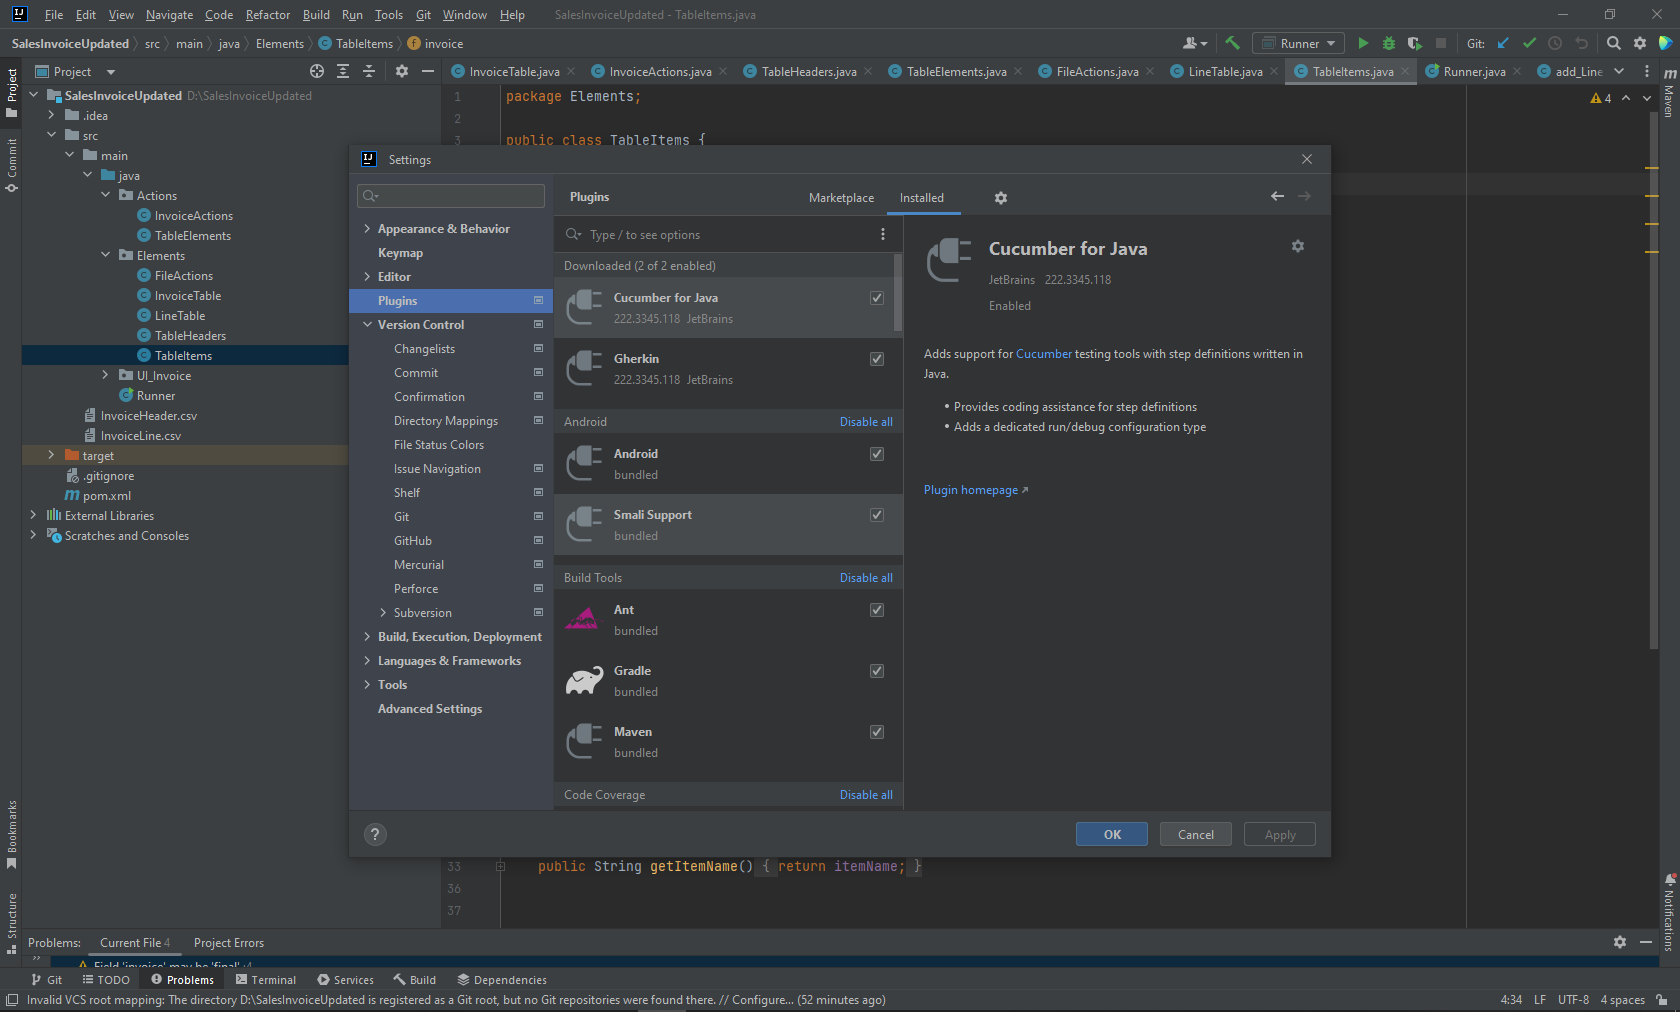 File Edit View Navigate Code Refactor Build Run Tools Git Window Help SalesInvoiceUpdated - TableItems.java
SalesInvoiceUpdated src main java Elements TableItems invoice Runner Git:
Project
InvoiceTable.java InvoiceActions.java TableHeaders.java TableElements.java FileActions.java LineTable.java TableItems.java Runner.java add_Line
Project
Commit
Bookmarks
Structure
Maven
Notifications
SalesInvoiceUpdated D:\SalesInvoiceUpdated
.idea
src
main
java
Actions
InvoiceActions
TableElements
Elements
FileActions
InvoiceTable
LineTable
TableHeaders
TableItems
UI_Invoice
Runner
InvoiceHeader.csv
InvoiceLine.csv
target
.gitignore
pom.xml
External Libraries
Scratches and Consoles
1 package Elements;
4
2
3 public class TableItems {
Settings
Appearance & Behavior
Keymap
Editor
Plugins
Version Control
Changelists
Commit
Confirmation
Directory Mappings
File Status Colors
Issue Navigation
Shelf
Git
GitHub
Mercurial
Perforce
Subversion
Build, Execution, Deployment
Languages & Frameworks
Tools
Advanced Settings
Plugins Marketplace Installed
Type / to see options
Downloaded (2 of 2 enabled)
Cucumber for Java
222.3345.118 JetBrains
Gherkin
222.3345.118 JetBrains
Android Disable all
Android
bundled
Smali Support
bundled
Build Tools Disable all
Ant
bundled
Gradle
bundled
Maven
bundled
Code Coverage Disable all
Cucumber for Java
JetBrains 222.3345.118
Enabled
Adds support for Cucumber testing tools with step definitions written in
Java.
• Provides coding assistance for step definitions
• Adds a dedicated run/debug configuration type
Plugin homepage
? OK Cancel Apply
33 public String getItemName() { return itemName; }
36
37
Problems: Current File 4 Project Errors
Field 'invoice' may be 'final' :4
Git TODO Problems Terminal Services Build Dependencies
Invalid VCS root mapping: The directory D:\SalesInvoiceUpdated is registered as a Git root, but no Git repositories were found there. // Configure... (52 minutes ago) 4:34 LF UTF-8 4 spaces